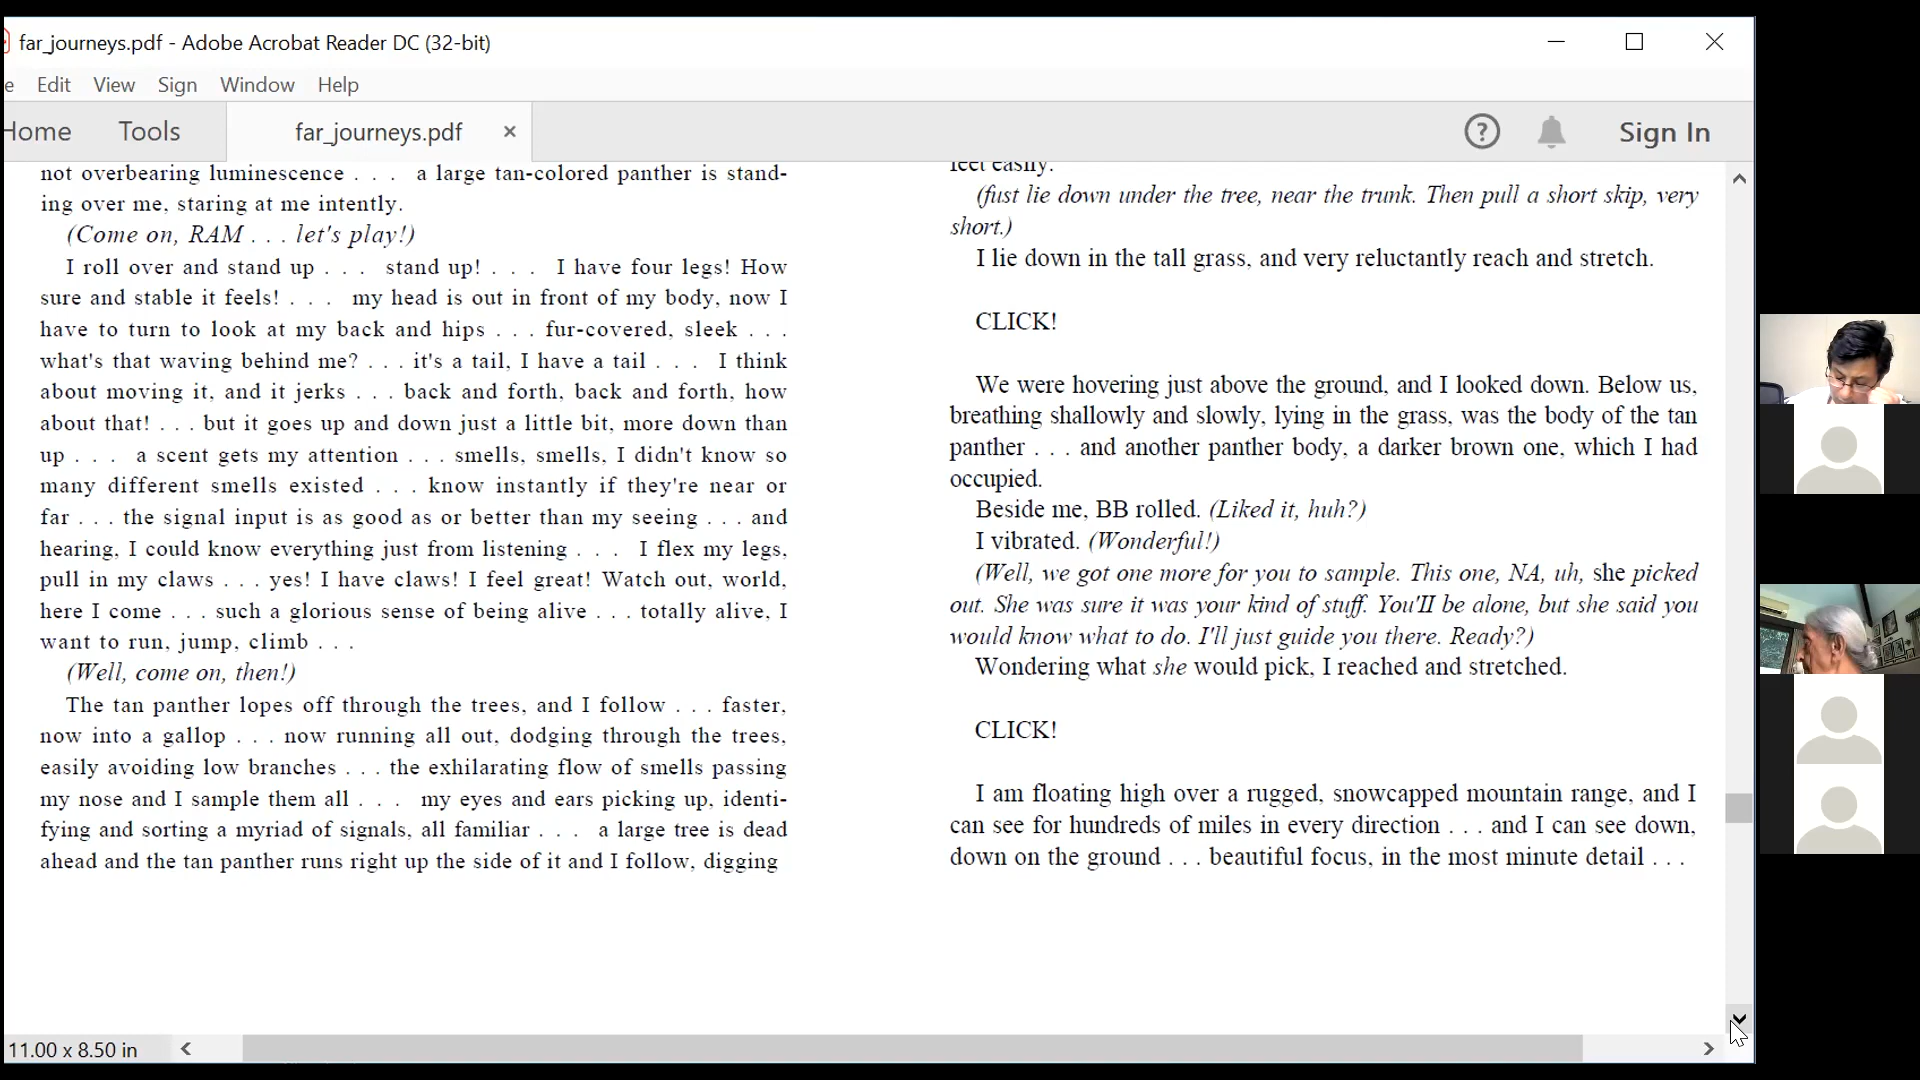 far_journeys.pdf - Adobe Acrobat Reader DC (32-bit)
e Edit View Sign Window Help
Home Tools far_journeys.pdf × ? Sign In
not overbearing luminescence . . . a large tan-colored panther is stand-
ing over me, staring at me intently.
(Come on, RAM . . . let's play!)
I roll over and stand up . . . stand up! . . . I have four legs! How
sure and stable it feels! . . . my head is out in front of my body, now I
have to turn to look at my back and hips . . . fur-covered, sleek . . .
what's that waving behind me? . . . it's a tail, I have a tail . . . I think
about moving it, and it jerks . . . back and forth, back and forth, how
about that! . . . but it goes up and down just a little bit, more down than
up . . . a scent gets my attention . . . smells, smells, I didn't know so
many different smells existed . . . know instantly if they're near or
far . . . the signal input is as good as or better than my seeing . . . and
hearing, I could know everything just from listening . . . I flex my legs,
pull in my claws . . . yes! I have claws! I feel great! Watch out, world,
here I come . . . such a glorious sense of being alive . . . totally alive, I
want to run, jump, climb . . .
(Well, come on, then!)
The tan panther lopes off through the trees, and I follow . . . faster,
now into a gallop . . . now running all out, dodging through the trees,
easily avoiding low branches . . . the exhilarating flow of smells passing
my nose and I sample them all . . . my eyes and ears picking up, identi-
fying and sorting a myriad of signals, all familiar . . . a large tree is dead
ahead and the tan panther runs right up the side of it and I follow, digging
feet easily.
(fust lie down under the tree, near the trunk. Then pull a short skip, very
short.)
I lie down in the tall grass, and very reluctantly reach and stretch.
CLICK!
We were hovering just above the ground, and I looked down. Below us,
breathing shallowly and slowly, lying in the grass, was the body of the tan
panther . . . and another panther body, a darker brown one, which I had
occupied.
Beside me, BB rolled. (Liked it, huh?)
I vibrated. (Wonderful!)
(Well, we got one more for you to sample. This one, NA, uh, she picked
out. She was sure it was your kind of stuff. You'II be alone, but she said you
would know what to do. I'll just guide you there. Ready?)
Wondering what she would pick, I reached and stretched.
CLICK!
I am floating high over a rugged, snowcapped mountain range, and I
can see for hundreds of miles in every direction . . . and I can see down,
down on the ground . . . beautiful focus, in the most minute detail . . .
11.00 x 8.50 in